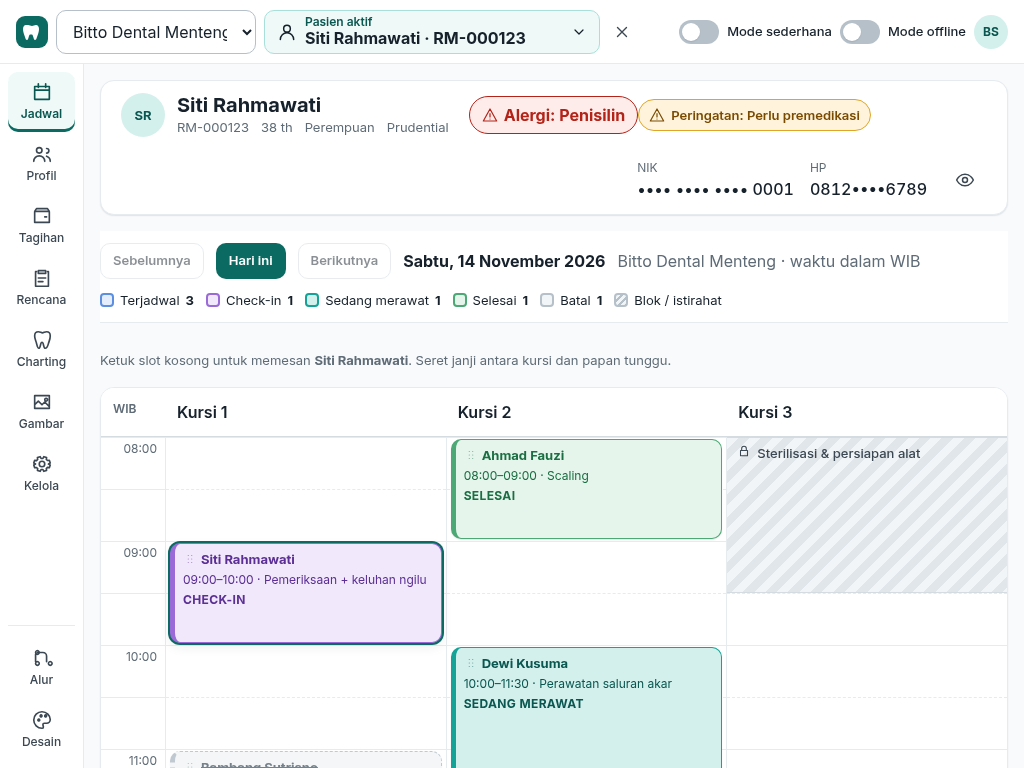 Bitto Dental Menteng
Pasien aktif
Siti Rahmawati · RM-000123
Mode sederhana
Mode offline
BS
Jadwal
Profil
Tagihan
Rencana
Charting
Gambar
Kelola
Alur
Desain
SR
Siti Rahmawati
RM-000123 38 th Perempuan Prudential
Alergi: Penisilin
Peringatan: Perlu premedikasi
NIK
•••• •••• •••• 0001
HP
0812••••6789
Sebelumnya
Hari ini
Berikutnya
Sabtu, 14 November 2026
Bitto Dental Menteng · waktu dalam WIB
Terjadwal 3
Check-in 1
Sedang merawat 1
Selesai 1
Batal 1
Blok / istirahat
Ketuk slot kosong untuk memesan Siti Rahmawati. Seret janji antara kursi dan papan tunggu.
WIB
Kursi 1
Kursi 2
Kursi 3
08:00
Ahmad Fauzi
08:00–09:00 · Scaling
SELESAI
Sterilisasi & persiapan alat
09:00
Siti Rahmawati
09:00–10:00 · Pemeriksaan + keluhan ngilu
CHECK-IN
10:00
Dewi Kusuma
10:00–11:30 · Perawatan saluran akar
SEDANG MERAWAT
11:00
Bambang Sutrisno